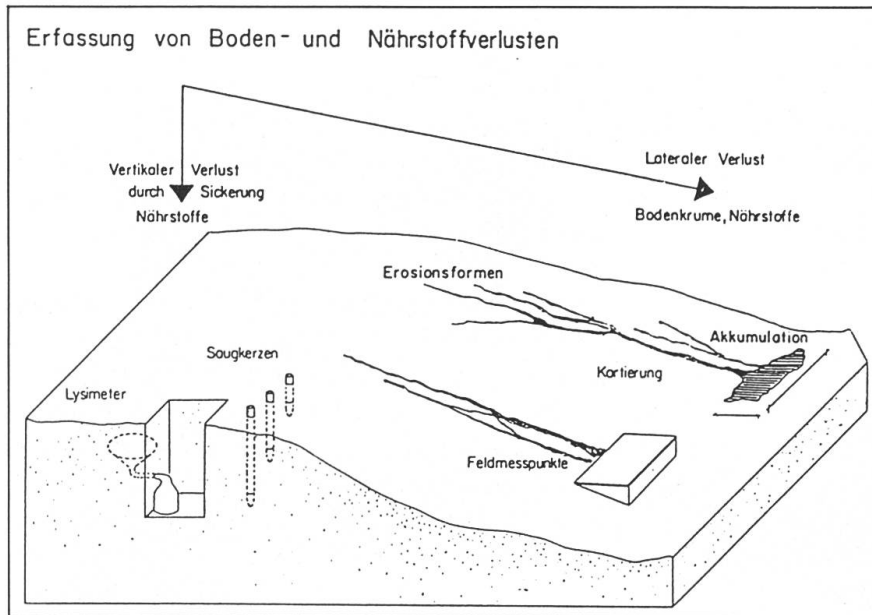 Erfassung von Boden- und Nährstoffverlusten
Vertikaler Verlust
durch Sickerung
Nährstoffe
Lateraler Verlust
Bodenkrume, Nährstoffe
Erosionsformen
Akkumulation
Saugkerzen
Kartierung
Lysimeter
Feldmesspunkte